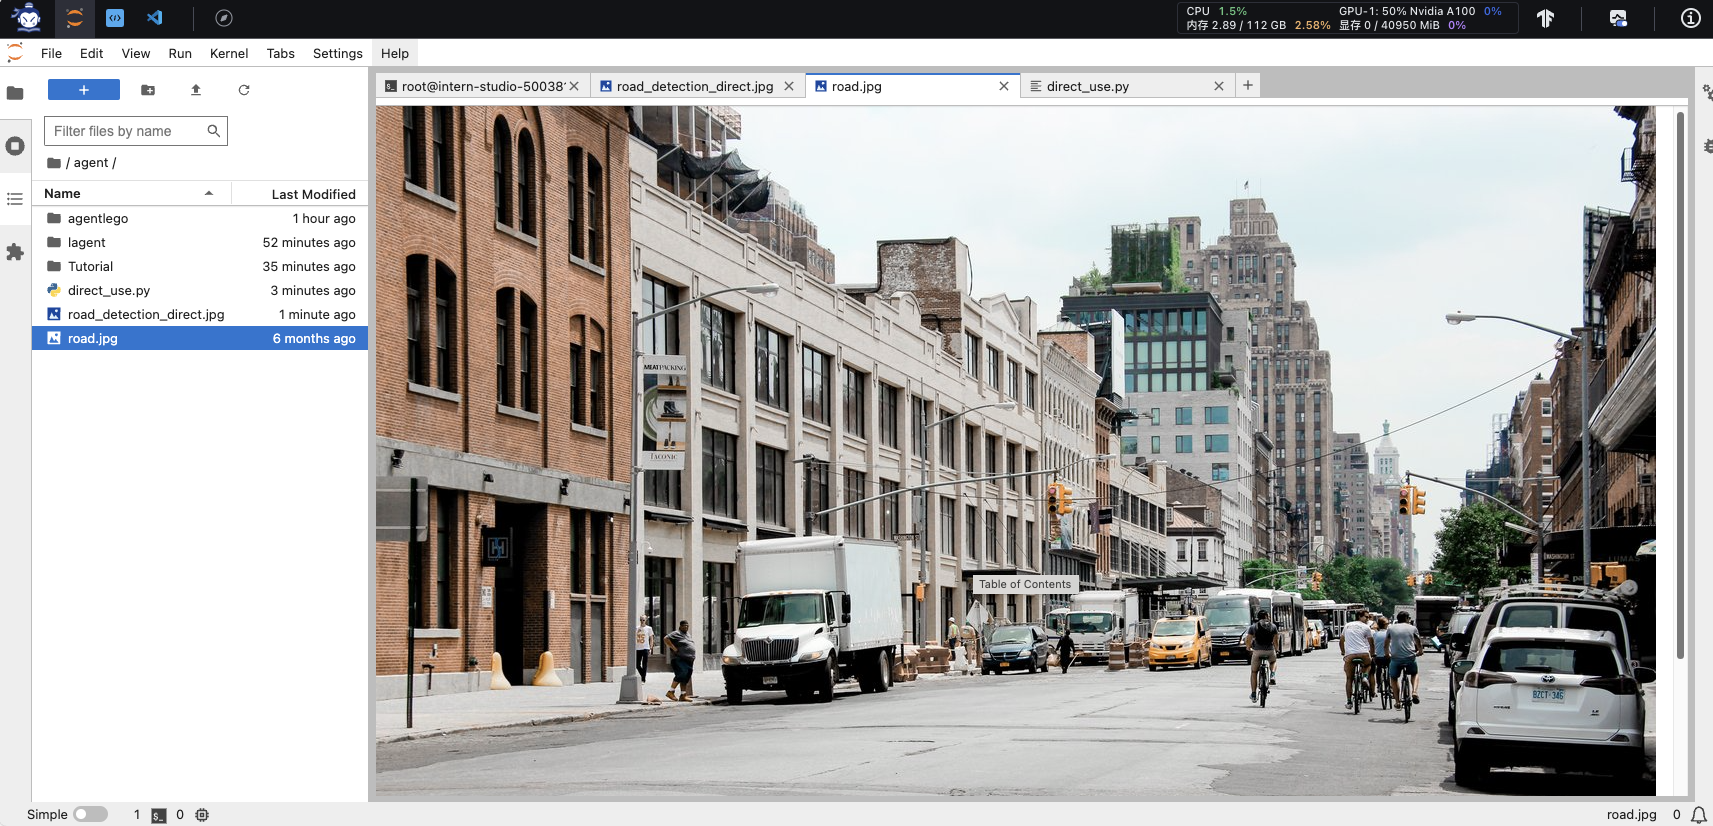 CPU 1.5% GPU-1: 50% Nvidia A100 0%
内存 2.89 / 112 GB 2.58% 显存 0 / 40950 MiB 0%
File Edit View Run Kernel Tabs Settings Help
root@intern-studio-50038
road_detection_direct.jpg
road.jpg
direct_use.py
Filter files by name
/ agent /
Name Last Modified
agentlego 1 hour ago
lagent 52 minutes ago
Tutorial 35 minutes ago
direct_use.py 3 minutes ago
road_detection_direct.jpg 1 minute ago
road.jpg 6 months ago
MEATPACKING
TACONIC
H
Table of Contents
WASHINGTON ST
LUMAS
Simple 1 $_ 0
road.jpg 0